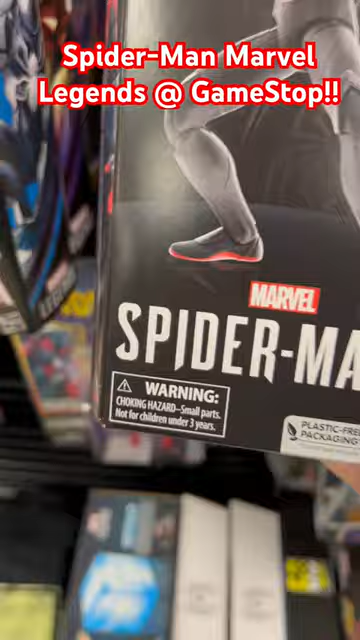 Spider-Man Marvel
Legends @ GameStop!!
MARVEL
SPIDER-MA
WARNING:
CHOKING HAZARD–Small parts.
Not for children under 3 years.
PLASTIC-FREE
PACKAGING